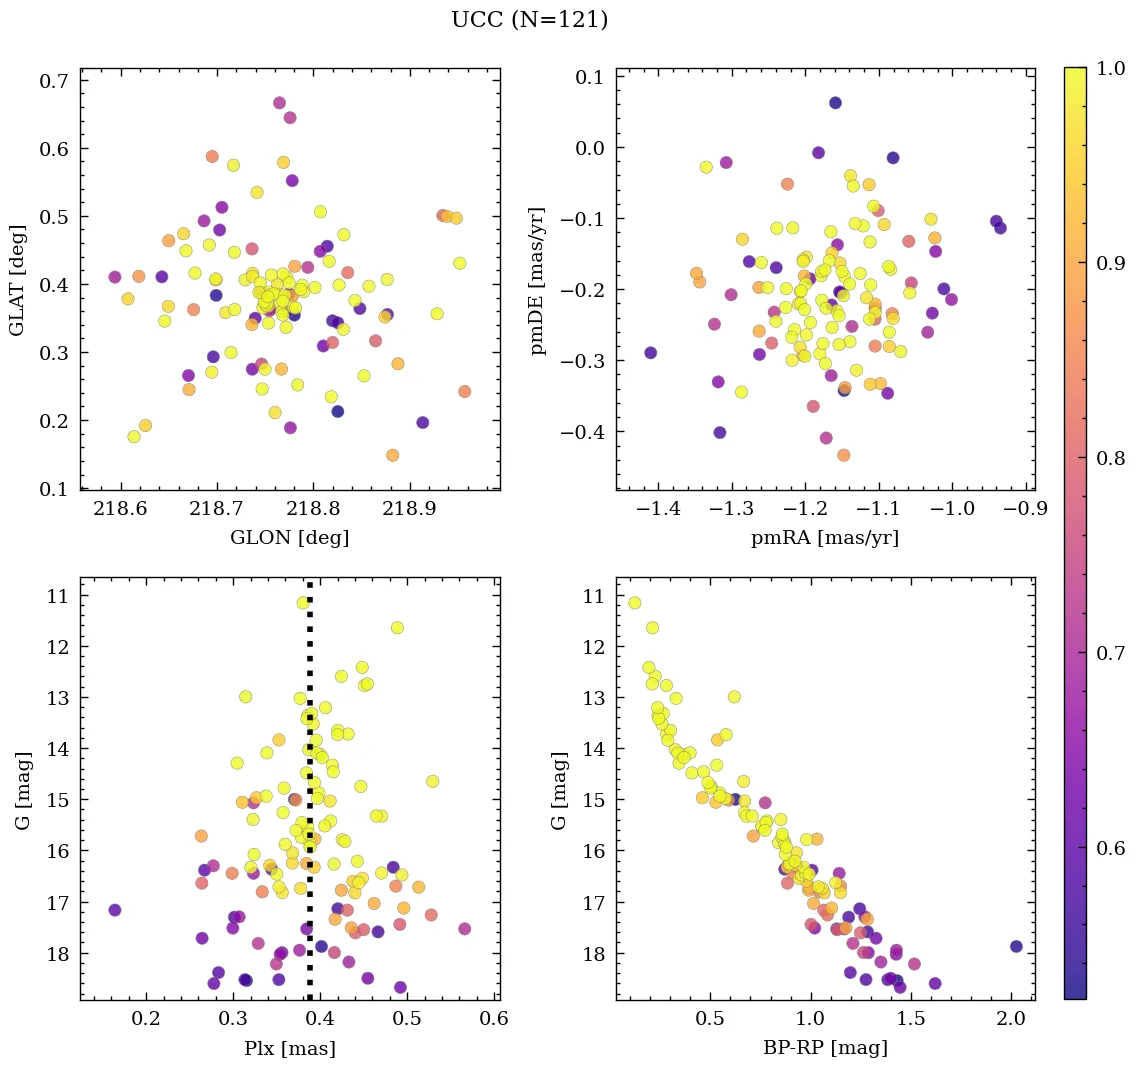 UCC (N=121)
0.7
0.6
0.5
0.4
0.3
0.2
0.1
GLAT [deg]
218.6 218.7 218.8 218.9
GLON [deg]
0.1
0.0
−0.1
−0.2
−0.3
−0.4
pmDE [mas/yr]
−1.4 −1.3 −1.2 −1.1 −1.0 −0.9
pmRA [mas/yr]
11
12
13
14
15
16
17
18
G [mag]
0.2 0.3 0.4 0.5 0.6
Plx [mas]
11
12
13
14
15
16
17
18
G [mag]
0.5 1.0 1.5 2.0
BP-RP [mag]
1.0
0.9
0.8
0.7
0.6